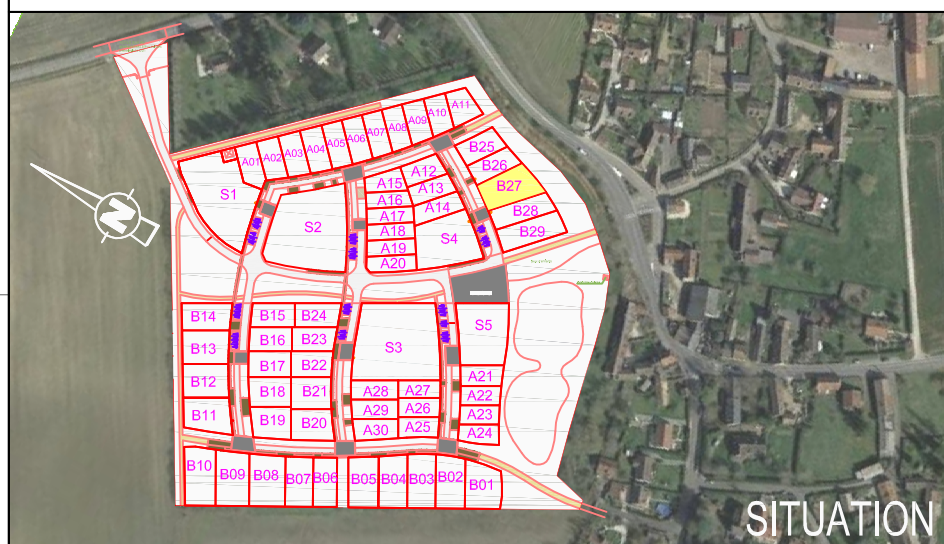 A01 A02 A03 A04 A05 A06 A07 A08 A09 A10 A11
S1
S2
A15
A16
A17
A18
A19
A20
A12
A13
A14
S4
B25
B26
B27
B28
B29
N
B14
B13
B12
B11
B15 B24
B16 B23
B17 B22
B18 B21
B19 B20
S3
A28 A27
A29 A26
A30 A25
S5
A21
A22
A23
A24
B10 B09 B08 B07 B06 B05 B04 B03 B02 B01
SITUATION